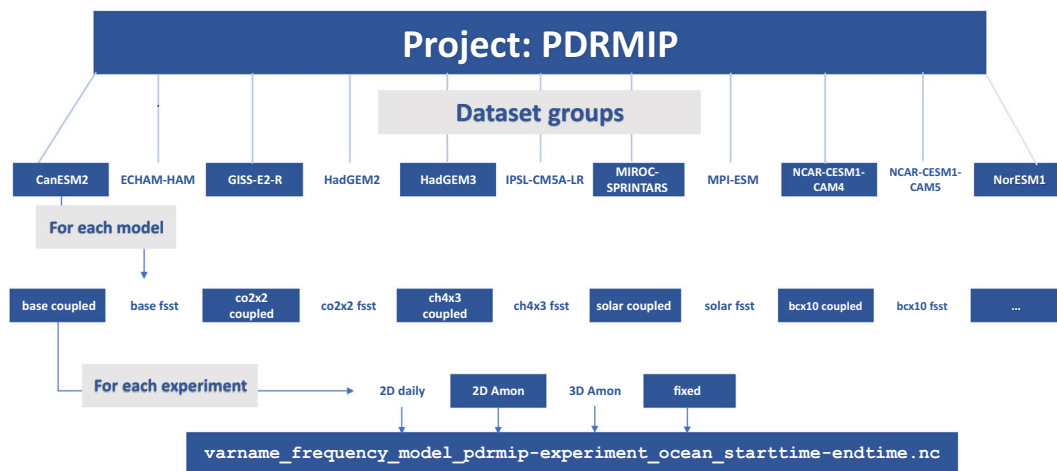 Project: PDRMIP
Dataset groups
CanESM2
ECHAM-HAM
GISS-E2-R
HadGEM2
HadGEM3
IPSL-CM5A-LR
MIROC-
SPRINTARS
MPI-ESM
NCAR-CESM1-
CAM4
NCAR-CESM1-
CAM5
NorESM1
For each model
base coupled
base fsst
co2x2
coupled
co2x2 fsst
ch4x3
coupled
ch4x3 fsst
solar coupled
solar fsst
bcx10 coupled
bcx10 fsst
...
For each experiment
2D daily
2D Amon
3D Amon
fixed
varname_frequency_model_pdrmip-experiment_ocean_starttime-endtime.nc